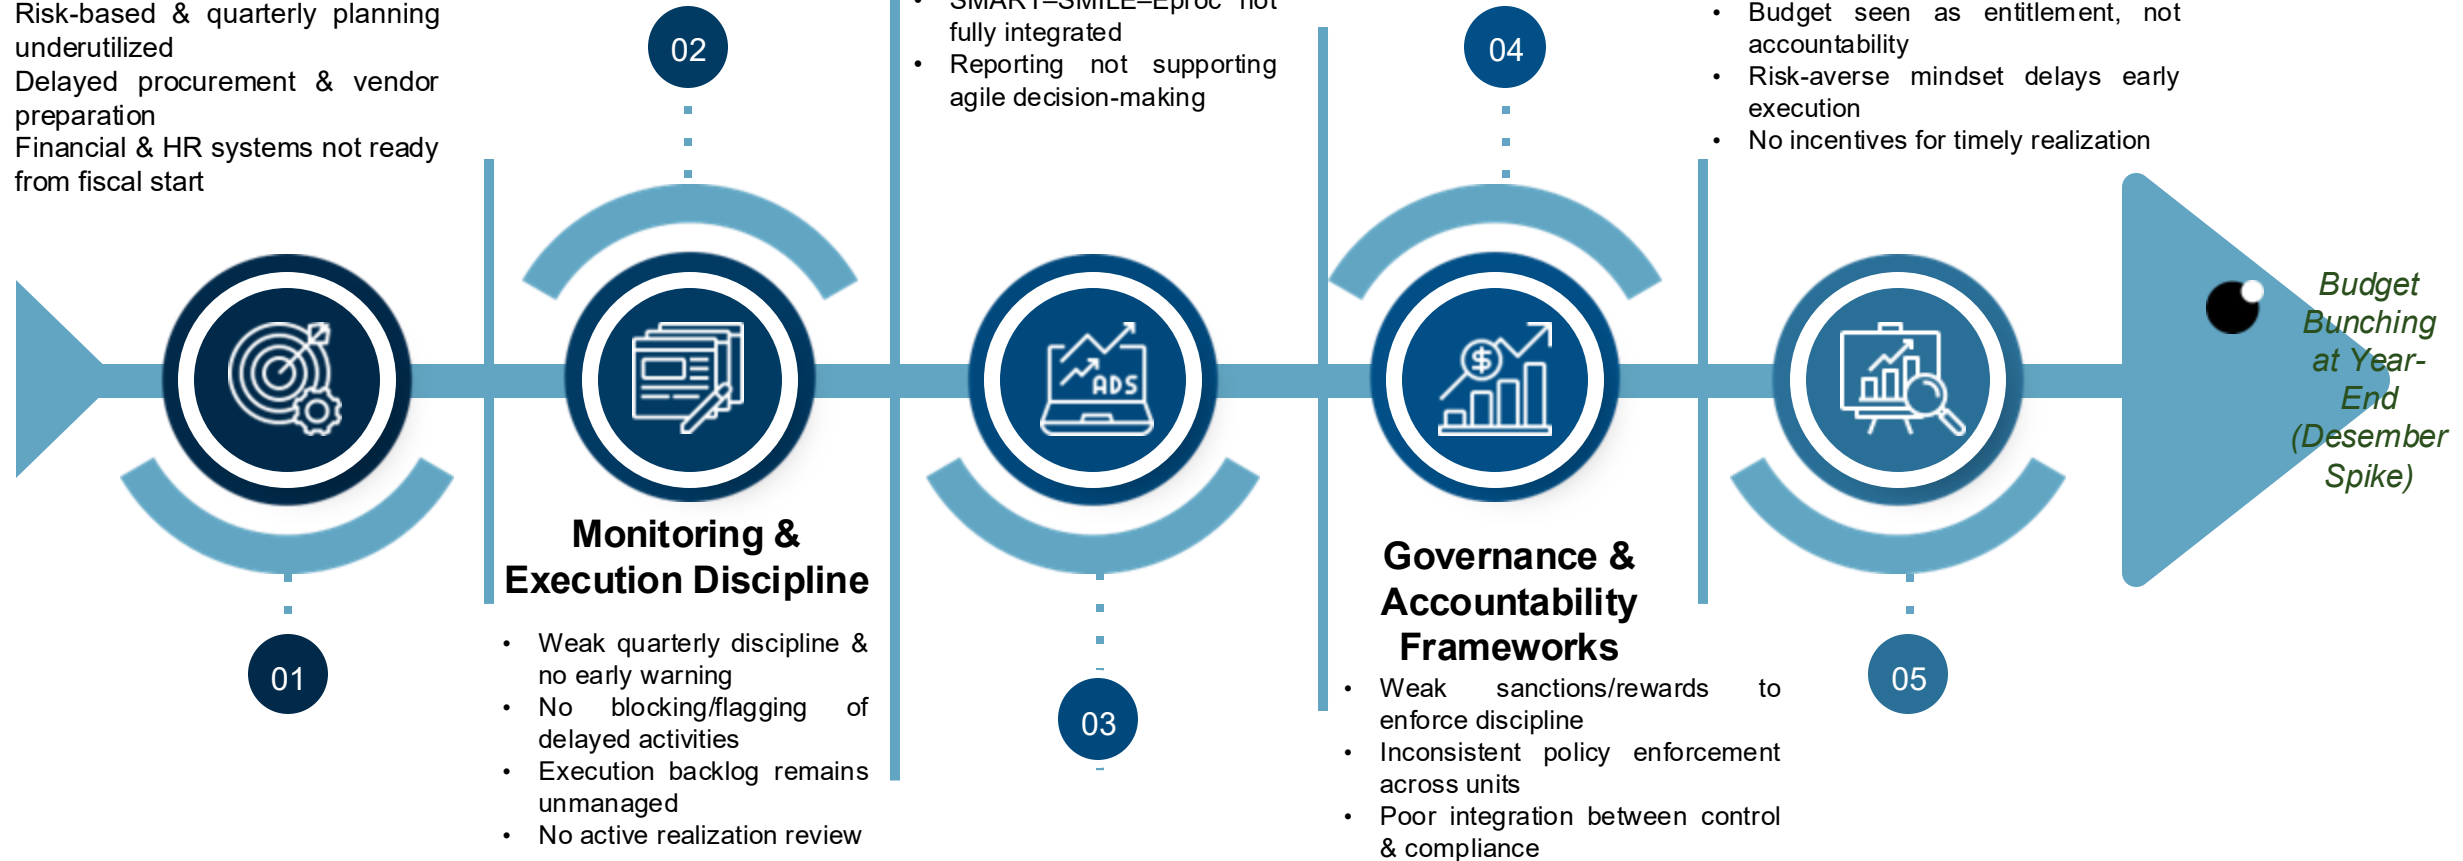 Risk-based & quarterly planning
underutilized
Delayed procurement & vendor
preparation
Financial & HR systems not ready
from fiscal start
01
02
Monitoring &
Execution Discipline
• Weak quarterly discipline &
no early warning
• No blocking/flagging of
delayed activities
• Execution backlog remains
unmanaged
• No active realization review
• SMART–SMILE–Eproc not
fully integrated
• Reporting not supporting
agile decision-making
ADS
03
04
$
Governance &
Accountability
Frameworks
• Weak sanctions/rewards to
enforce discipline
• Inconsistent policy enforcement
across units
• Poor integration between control
& compliance
• Budget seen as entitlement, not
accountability
• Risk-averse mindset delays early
execution
• No incentives for timely realization
05
Budget
Bunching
at Year-
End
(Desember
Spike)